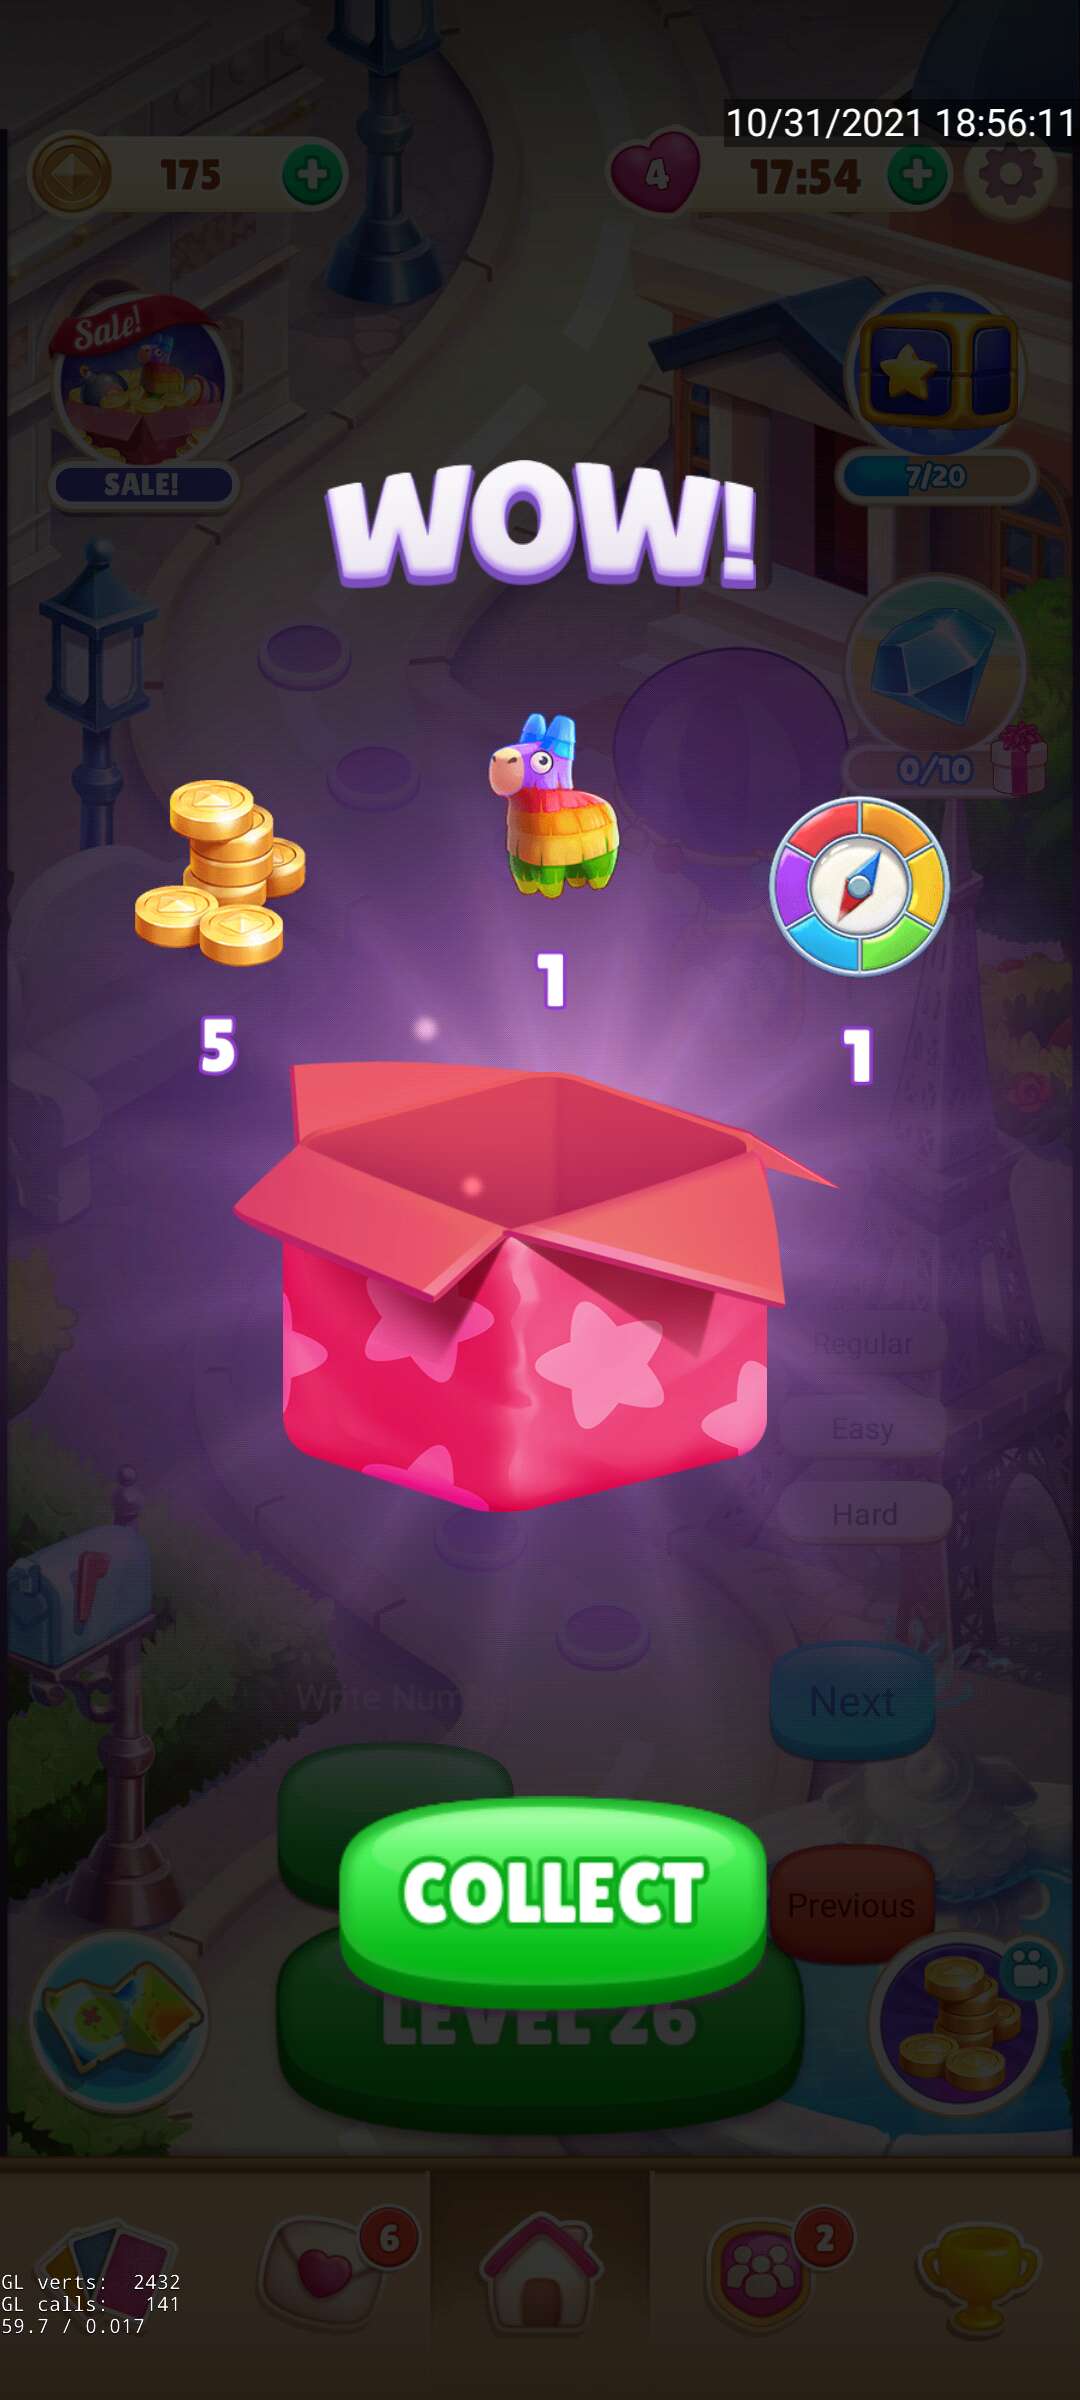 10/31/2021 18:56:11
175
4
17:54
Sale!
SALE!
7/20
WOW!
0/10
1
5
1
Regular
Easy
Hard
Write Num
Next
COLLECT
Previous
LEVEL 26
6
2
GL verts: 2432
GL calls: 141
59.7 / 0.017